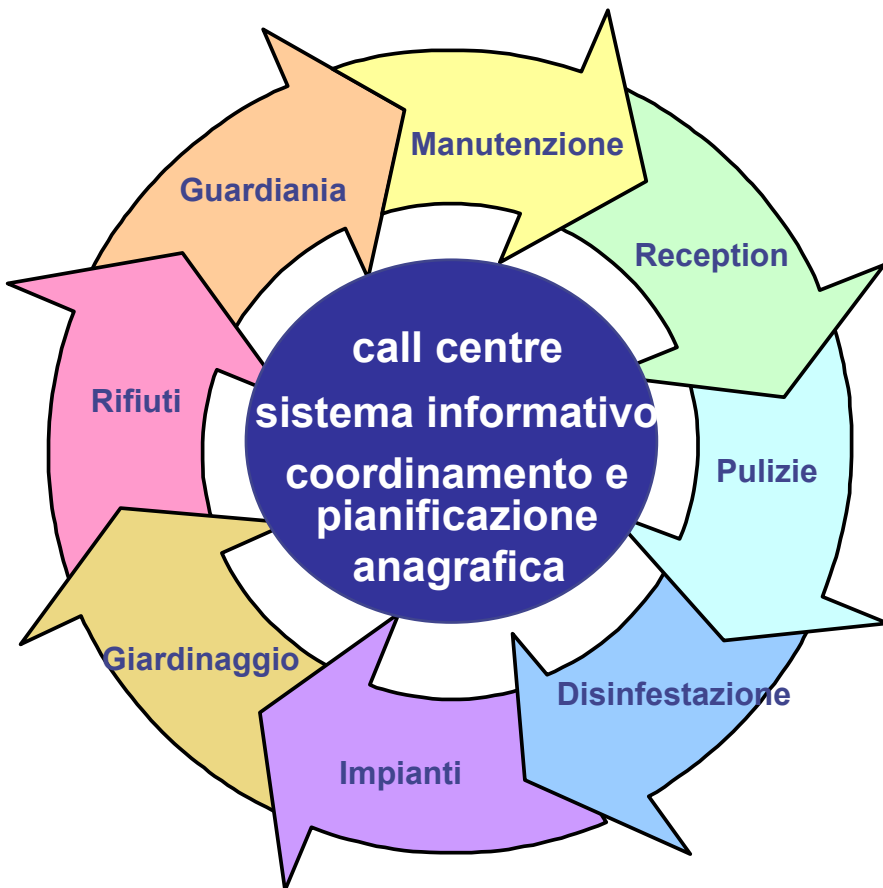 Manutenzione
Guardiania
Reception
call centre
Rifiuti
sistema informativo
Pulizie
coordinamento e
pianificazione
anagrafica
Giardinaggio
Disinfestazione
Impianti